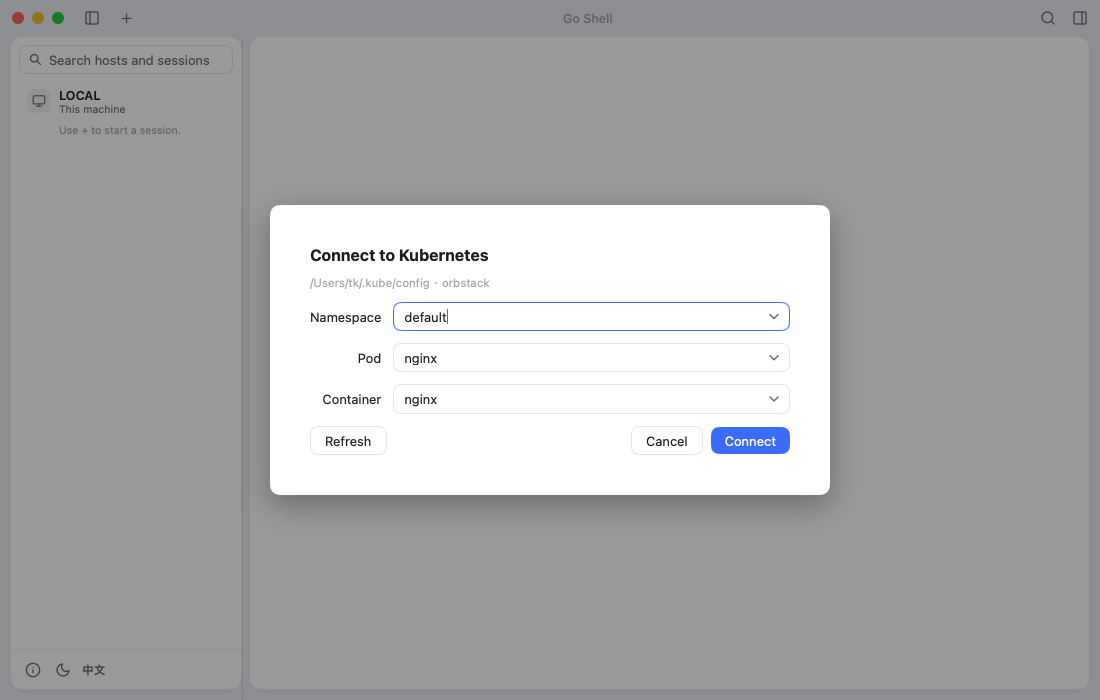 Go Shell
Search hosts and sessions
LOCAL
This machine
Use + to start a session.
Connect to Kubernetes
/Users/tk/.kube/config · orbstack
Namespace default
Pod nginx
Container nginx
Refresh Cancel Connect
中文